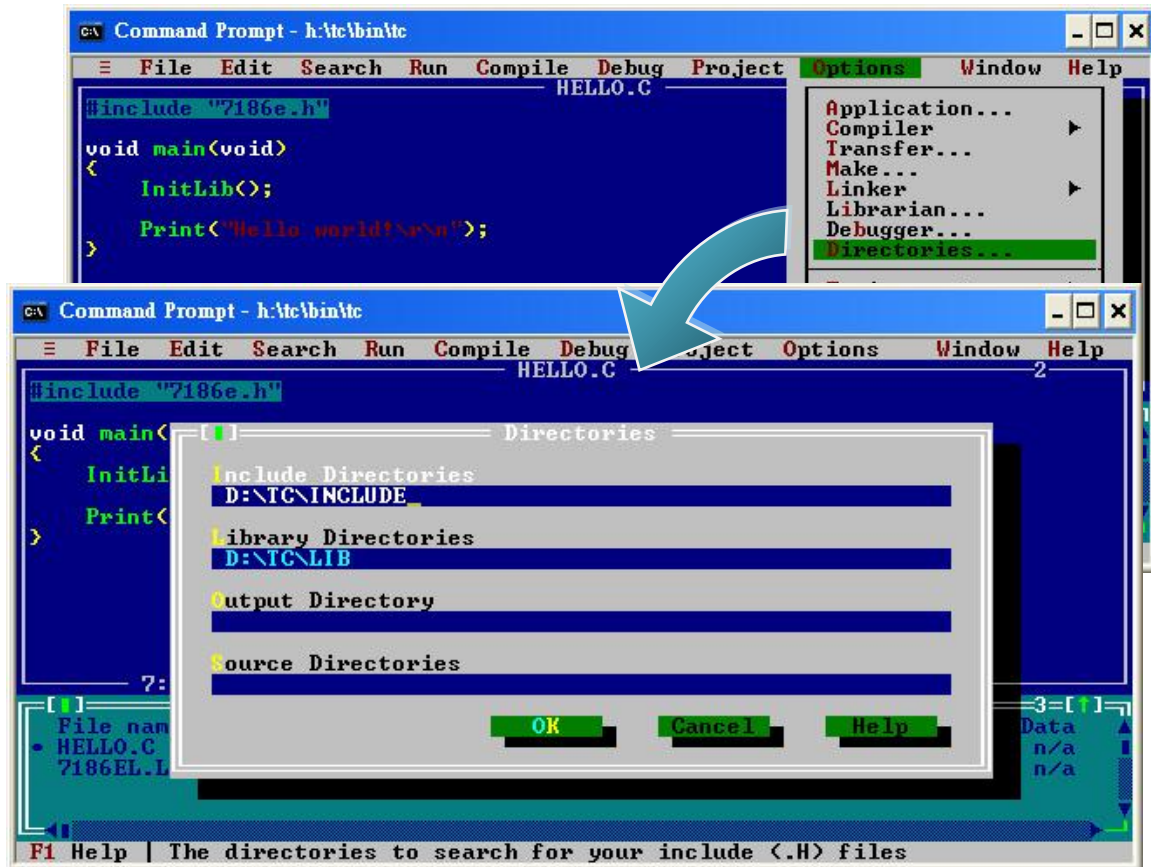 Command Prompt - h:\tc\bin\tc
≡ File Edit Search Run Compile Debug Project Options Window Help
HELLO.C
#include "7186e.h"
void main(void)
{
InitLib();
Print("Hello world!\r\n");
}
Application...
Compiler
Transfer...
Make...
Linker
Librarian...
Debugger...
Directories...
Command Prompt - h:\tc\bin\tc
≡ File Edit Search Run Compile Debug Options Window Help
HELLO.C 2
#include "7186e.h"
void main(
{
InitLi
Print(
}
7:
[ ] Directories
Include Directories
D:\TC\INCLUDE_
Library Directories
D:\TC\LIB
Output Directory
Source Directories
OK Cancel Help
[ ] 3=[↑]
File nam Data
• HELLO.C n/a
7186EL.L n/a
F1 Help | The directories to search for your include (.H) files